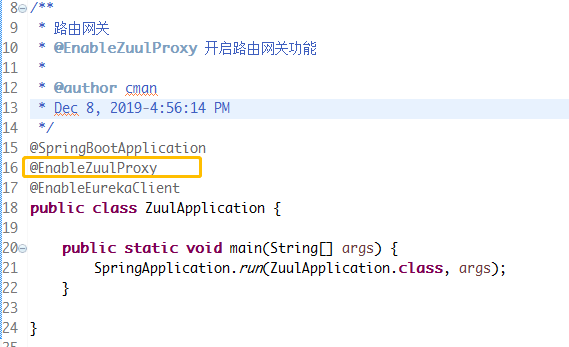 8 /**
9 * 路由网关
10 * @EnableZuulProxy 开启路由网关功能
11 *
12 * @author cman
13 * Dec 8, 2019-4:56:14 PM
14 */
15 @SpringBootApplication
16 @EnableZuulProxy
17 @EnableEurekaClient
18 public class ZuulApplication {
19
20 public static void main(String[] args) {
21 SpringApplication.run(ZuulApplication.class, args);
22 }
23
24 }
25